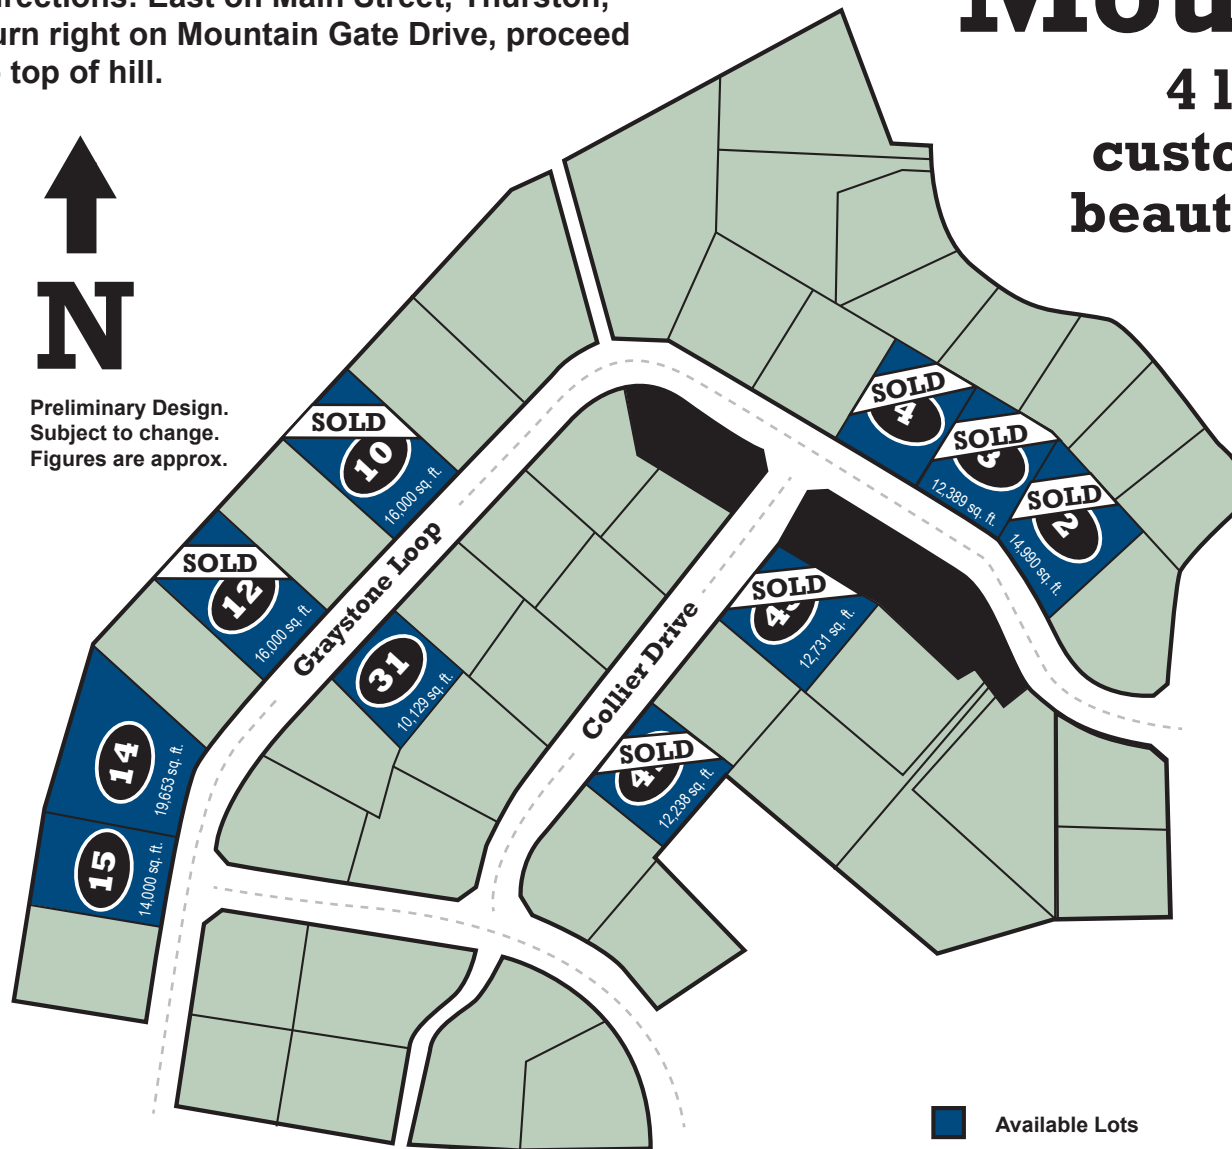 rections: East on Main Street, Thurston,
urn right on Mountain Gate Drive, proceed
top of hill.
Mou
4 l
custo
beaut
N
Preliminary Design.
Subject to change.
Figures are approx.
SOLD
10
16,000 sq. ft.
SOLD
12
16,000 sq. ft.
Graystone Loop
31
10,129 sq. ft.
14
19,653 sq. ft.
15
14,000 sq. ft.
SOLD
4
SOLD
3
12,389 sq. ft.
SOLD
2
14,990 sq. ft.
SOLD
12,731 sq. ft.
Collier Drive
SOLD
12,238 sq. ft.
Available Lots